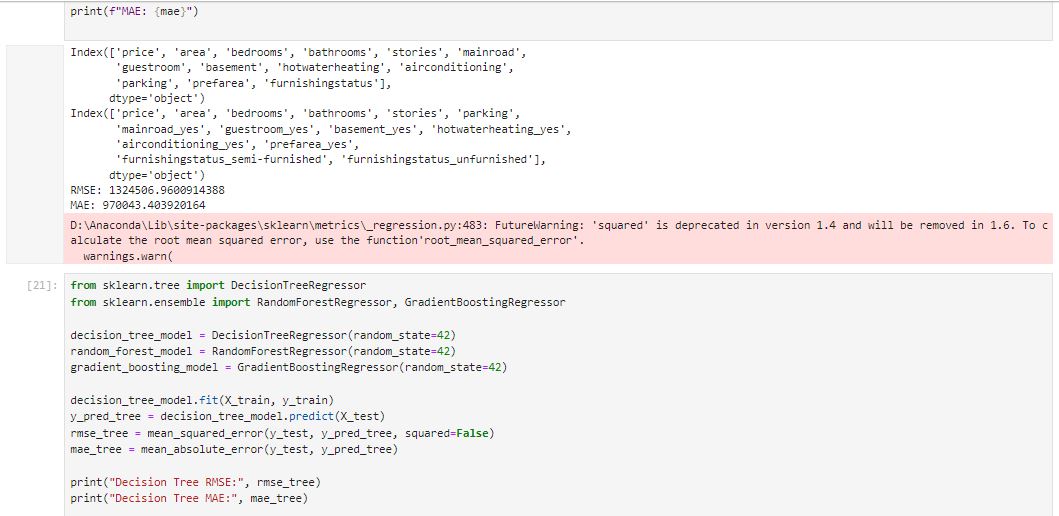 print(f"MAE: {mae}")
Index(['price', 'area', 'bedrooms', 'bathrooms', 'stories', 'mainroad',
'guestroom', 'basement', 'hotwaterheating', 'airconditioning',
'parking', 'prefarea', 'furnishingstatus'],
dtype='object')
Index(['price', 'area', 'bedrooms', 'bathrooms', 'stories', 'parking',
'mainroad_yes', 'guestroom_yes', 'basement_yes', 'hotwaterheating_yes',
'airconditioning_yes', 'prefarea_yes',
'furnishingstatus_semi-furnished', 'furnishingstatus_unfurnished'],
dtype='object')
RMSE: 1324506.9600914388
MAE: 970043.403920164
D:\Anaconda\Lib\site-packages\sklearn\metrics\_regression.py:483: FutureWarning: 'squared' is deprecated in version 1.4 and will be removed in 1.6. To c
alculate the root mean squared error, use the function'root_mean_squared_error'.
warnings.warn(
[21]: from sklearn.tree import DecisionTreeRegressor
from sklearn.ensemble import RandomForestRegressor, GradientBoostingRegressor
decision_tree_model = DecisionTreeRegressor(random_state=42)
random_forest_model = RandomForestRegressor(random_state=42)
gradient_boosting_model = GradientBoostingRegressor(random_state=42)
decision_tree_model.fit(X_train, y_train)
y_pred_tree = decision_tree_model.predict(X_test)
rmse_tree = mean_squared_error(y_test, y_pred_tree, squared=False)
mae_tree = mean_absolute_error(y_test, y_pred_tree)
print("Decision Tree RMSE:", rmse_tree)
print("Decision Tree MAE:", mae_tree)